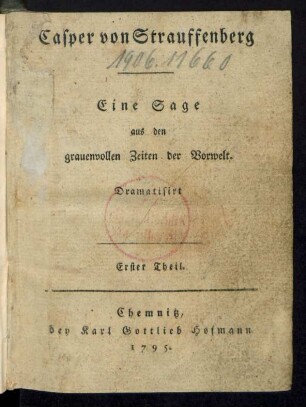 Casper von Strauffenberg
1906.11660
Eine Sage
aus den
grauenvollen Zeiten der Vorwelt.
Dramatisirt
Erster Theil.
Chemnitz,
bey Karl Gottlieb Hofmann
1795.